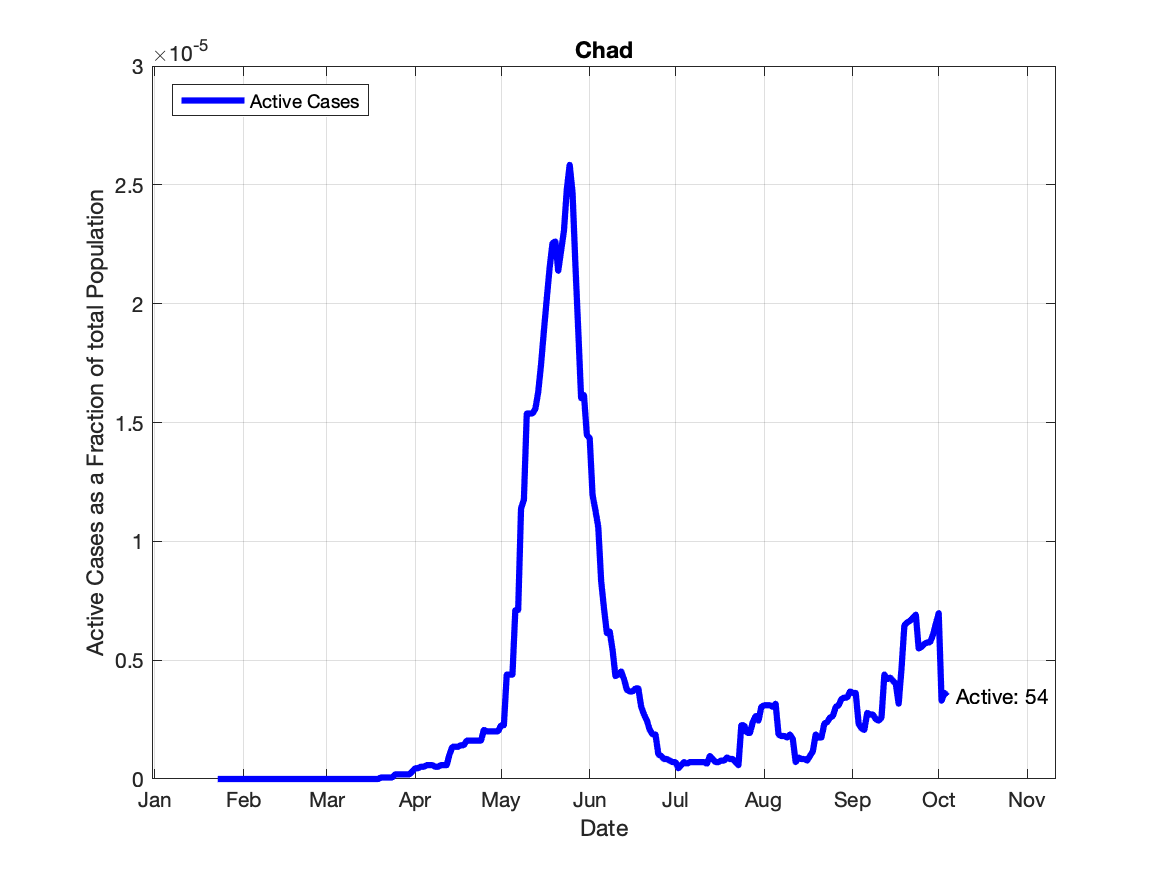 Chad
×10-5
3
2.5
2
1.5
1
0.5
0
Active Cases as a Fraction of total Population
Active Cases
Active: 54
Jan Feb Mar Apr May Jun Jul Aug Sep Oct Nov
Date